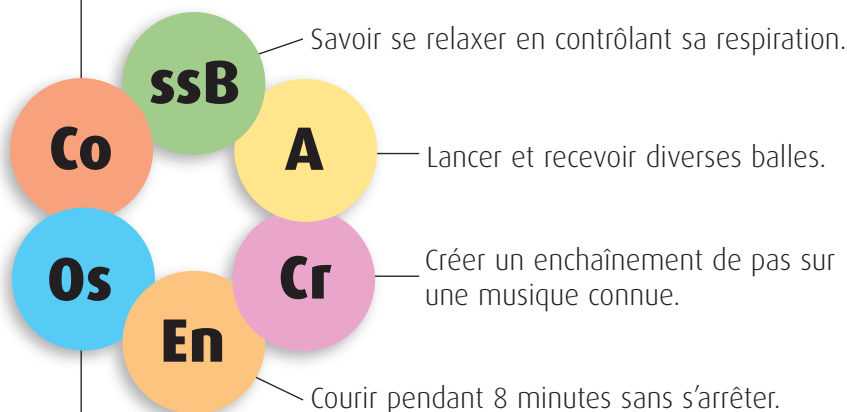 ssB
Savoir se relaxer en contrôlant sa respiration.
Co
A
Lancer et recevoir diverses balles.
Os
Cr
Créer un enchaînement de pas sur
une musique connue.
En
Courir pendant 8 minutes sans s’arrêter.